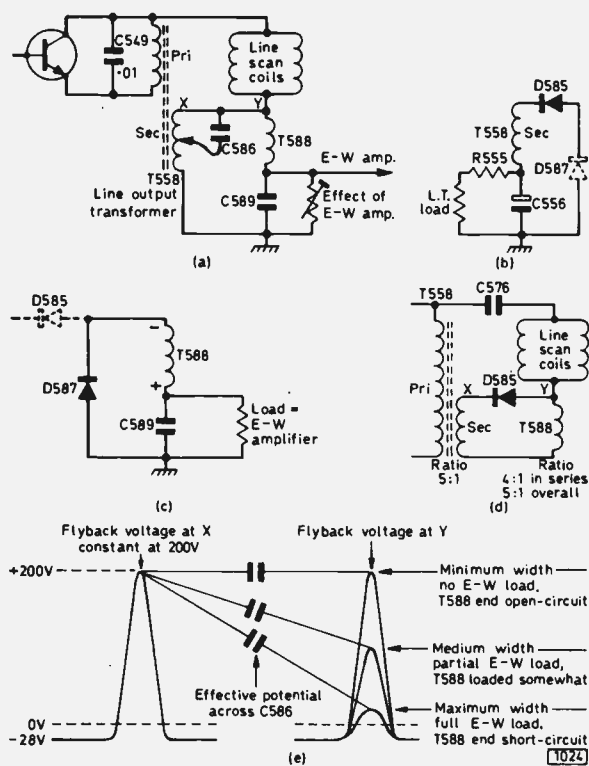 C549
·01
Pri
Line
scan
coils
X
Y
Sec
C586
T588
T558
Line output
transformer
C589
E-W amp.
Effect of
E-W amp.
(a)
D585
T558
Sec
R555
D587
L.T.
load
C556
(b)
D585
D587
T588
-
+
C589
Load =
E-W
amplifier
(c)
T558
C576
Line
scan
coils
Pri
X
D585
Y
Sec
T588
Ratio
5:1
Ratio
4:1 in series
5:1 overall
(d)
Flyback voltage at X
constant at 200V
Flyback voltage at Y
+200V
0V
-28V
Effective potential
across C586
Minimum width
no E-W load,
T588 end open-circuit
Medium width
partial E-W load,
T588 loaded somewhat
Maximum width
full E-W load,
T588 end short-circuit
(e)
1024